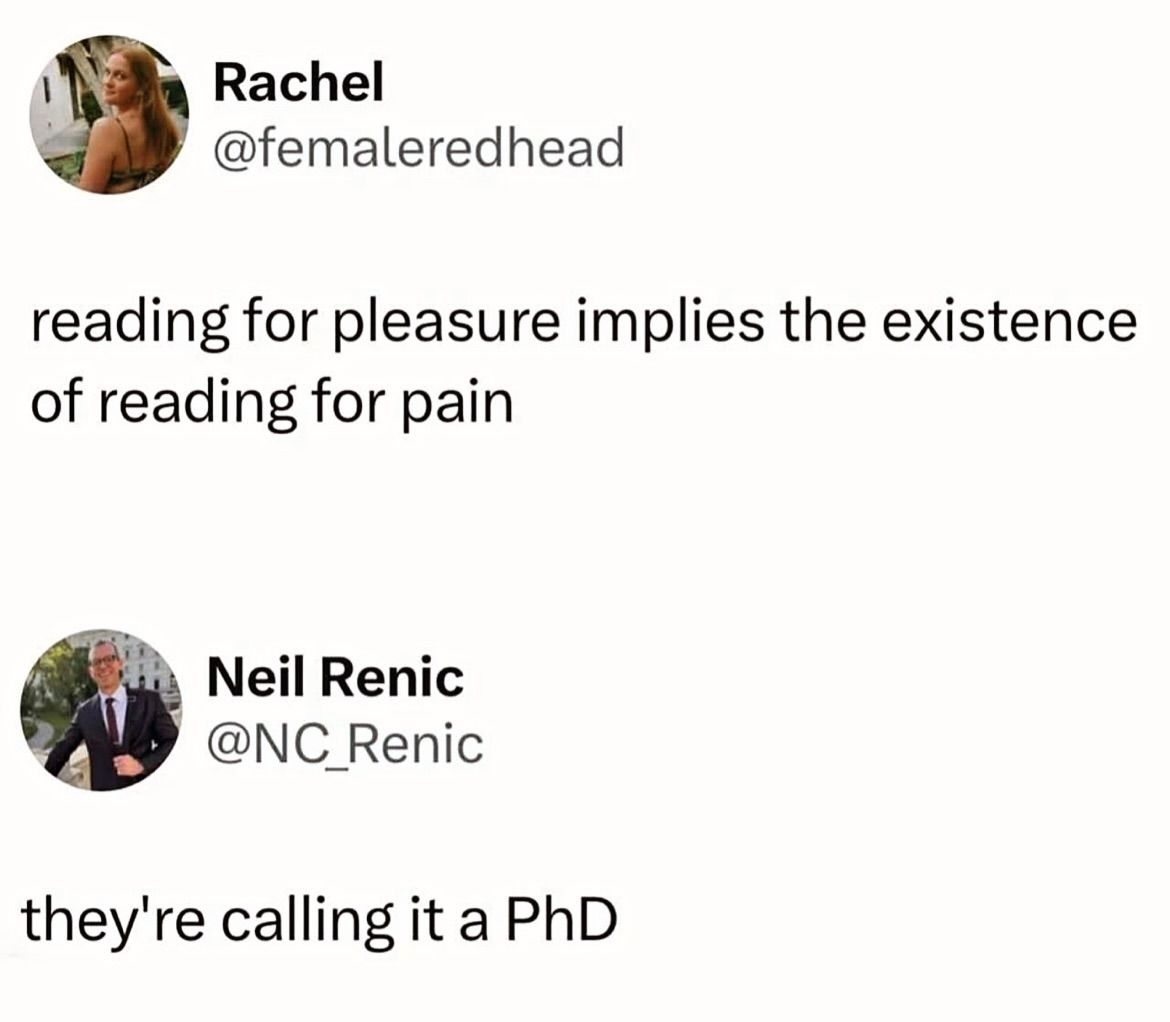 Rachel
@femaleredhead
reading for pleasure implies the existence
of reading for pain
Neil Renic
@NC_Renic
they're calling it a PhD